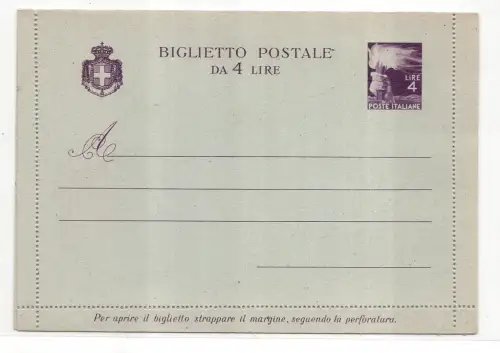 BIGLIETTO POSTALE
DA 4 LIRE
LIRE
4
POSTE ITALIANE
A
Per aprire il biglietto strappare il margine, seguendo la perforatura.